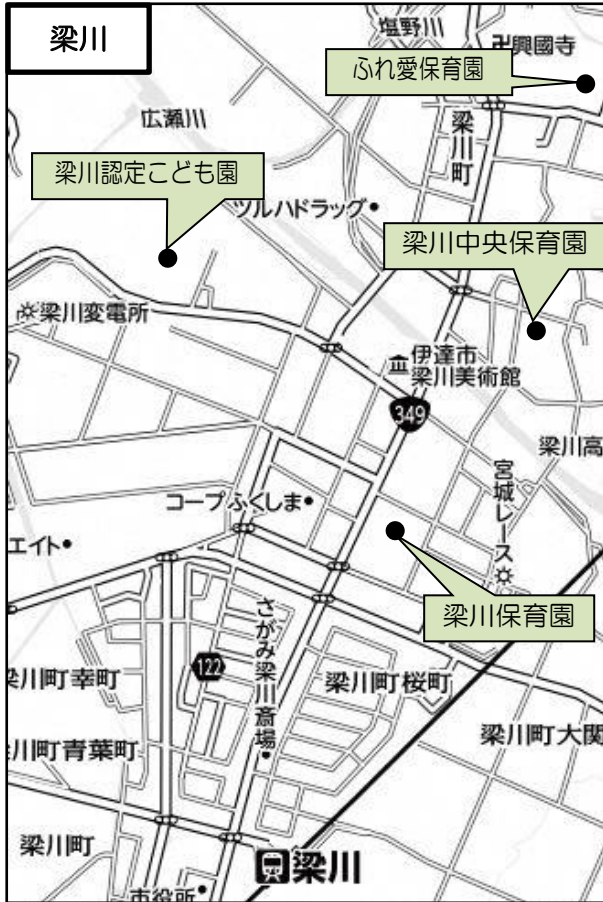 梁川
塩野川
卍興國寺
ふれ愛保育園
広瀬川
梁川町
梁川認定こども園
ツルハドラッグ
梁川中央保育園
梁川変電所
伊達市
梁川美術館
349
梁川高
宮城レース
コープふくしま
エイト
梁川保育園
さがみ梁川斎場
122
梁川町幸町
梁川町桜町
梁川町青葉町
梁川町大関
梁川町
梁川
市役所